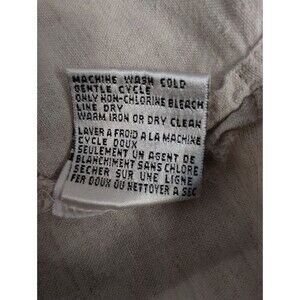 MACHINE WASH COLD
GENTLE CYCLE
ONLY NON-CHLORINE BLEACH
LINE DRY
WARM IRON OR DRY CLEAN
LAVER A FROID A LA MACHINE
CYCLE DOUX
SEULEMENT UN AGENT DE
BLANCHIMENT SANS CHLORE
SECHER SUR UNE LIGNE
FER DOUX OU NETTOYER A SEC